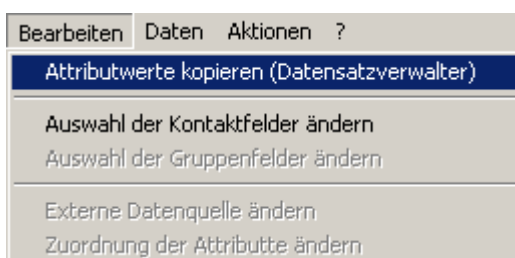 Bearbeiten Daten Aktionen ?
Attributwerte kopieren (Datensatzverwalter)
Auswahl der Kontaktfelder ändern
Auswahl der Gruppenfelder ändern
Externe Datenquelle ändern
Zuordnung der Attributte ändern